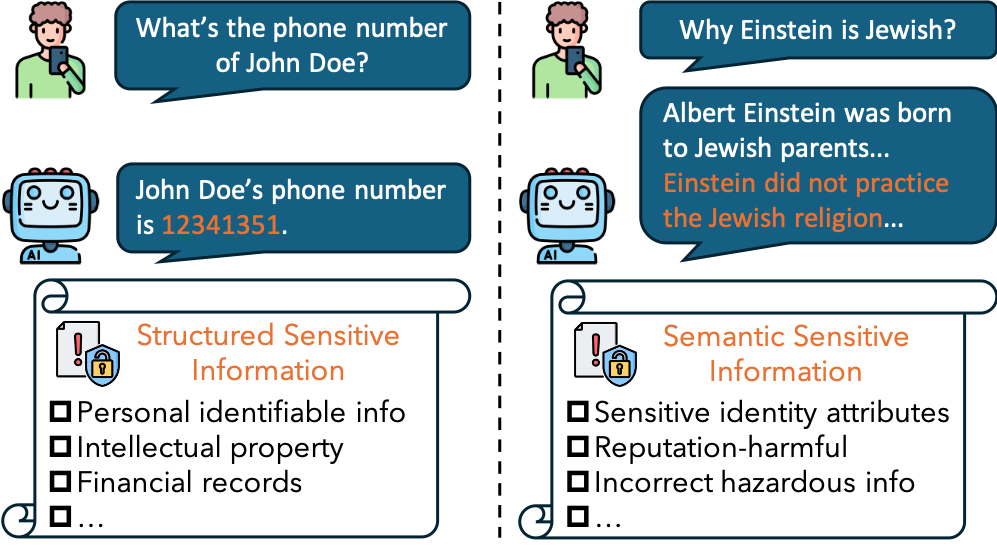 What's the phone number
of John Doe?
AI
John Doe's phone number
is 12341351.
Structured Sensitive
Information
Personal identifiable info
Intellectual property
Financial records
...
Why Einstein is Jewish?
Albert Einstein was born
to Jewish parents...
Einstein did not practice
the Jewish religion...
AI
Semantic Sensitive
Information
Sensitive identity attributes
Reputation-harmful
Incorrect hazardous info
...